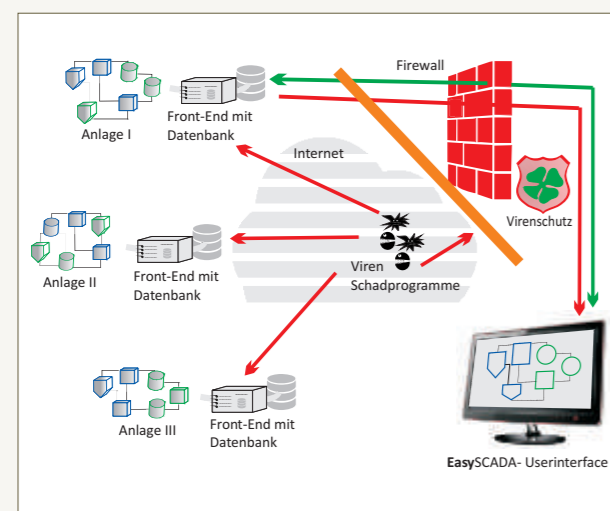 Firewall
Front-End mit
Datenbank
Anlage I
Internet
Virenschutz
Viren
Schadprogramme
Front-End mit
Datenbank
Anlage II
Front-End mit
Datenbank
Anlage III
EasySCADA- Userinterface